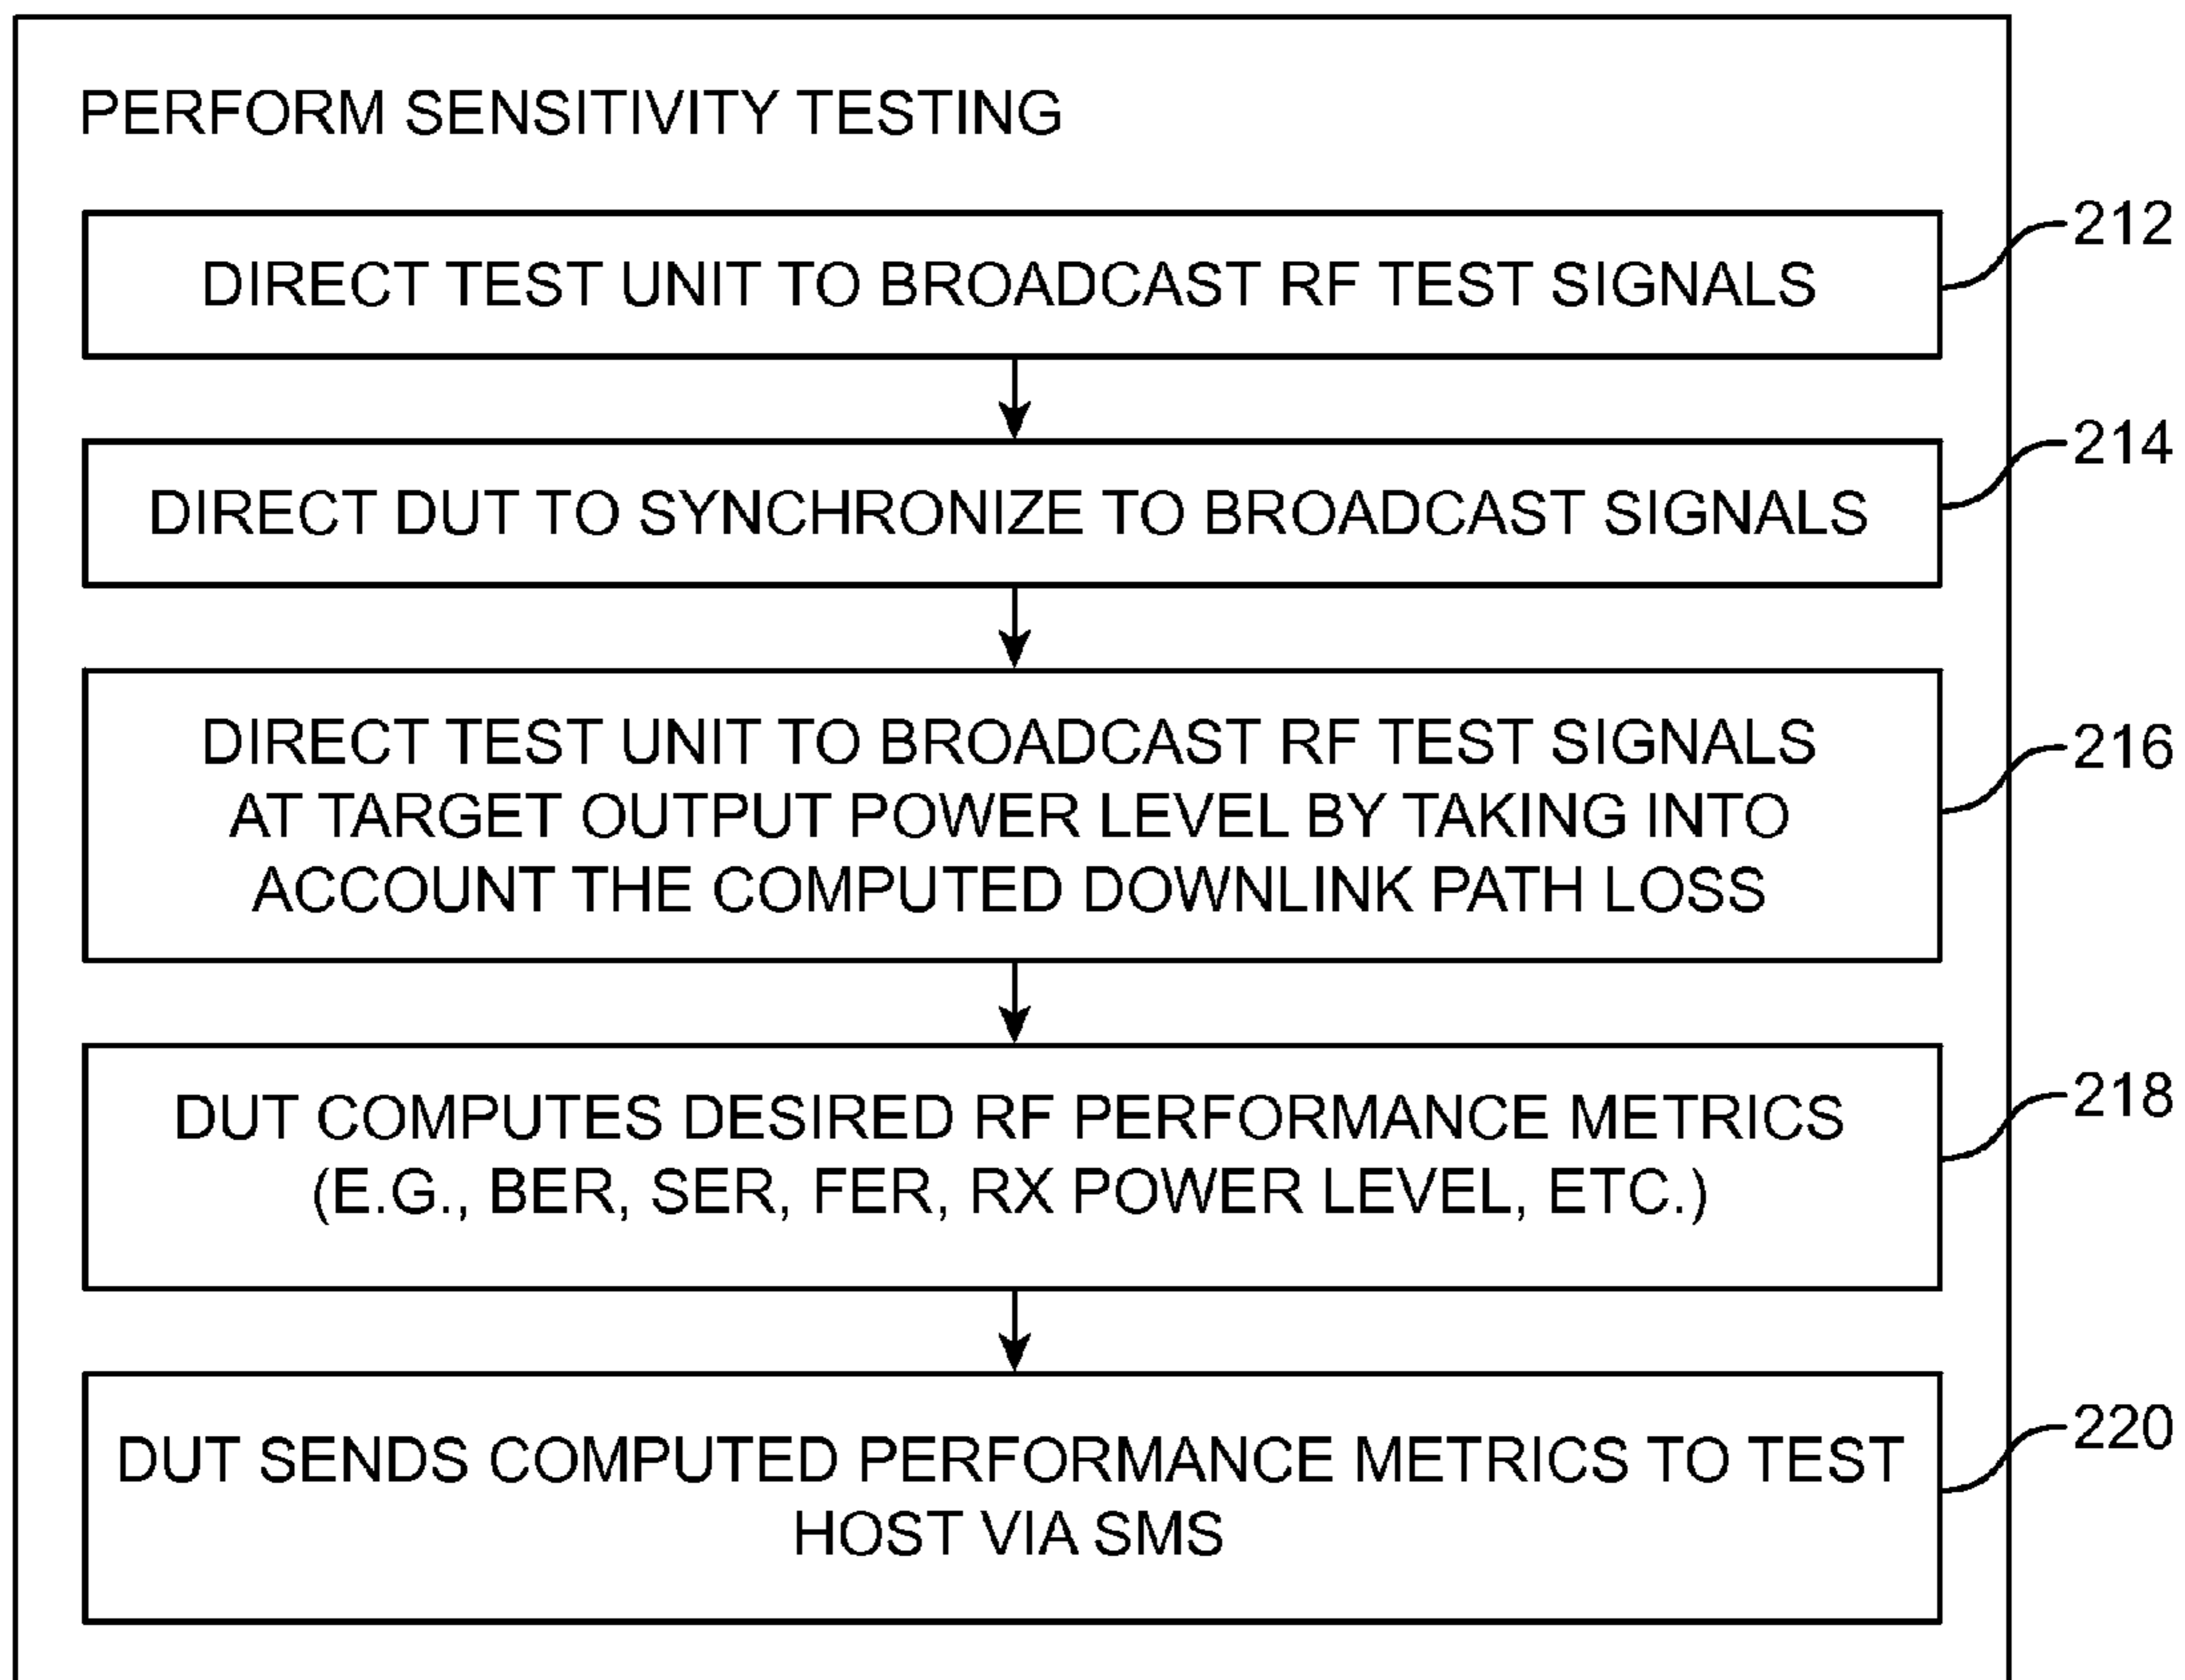 PERFORM SENSITIVITY TESTING
212
DIRECT TEST UNIT TO BROADCAST RF TEST SIGNALS
214
DIRECT DUT TO SYNCHRONIZE TO BROADCAST SIGNALS
216
DIRECT TEST UNIT TO BROADCAST RF TEST SIGNALS
AT TARGET OUTPUT POWER LEVEL BY TAKING INTO
ACCOUNT THE COMPUTED DOWNLINK PATH LOSS
218
DUT COMPUTES DESIRED RF PERFORMANCE METRICS
(E.G., BER, SER, FER, RX POWER LEVEL, ETC.)
220
DUT SENDS COMPUTED PERFORMANCE METRICS TO TEST
HOST VIA SMS